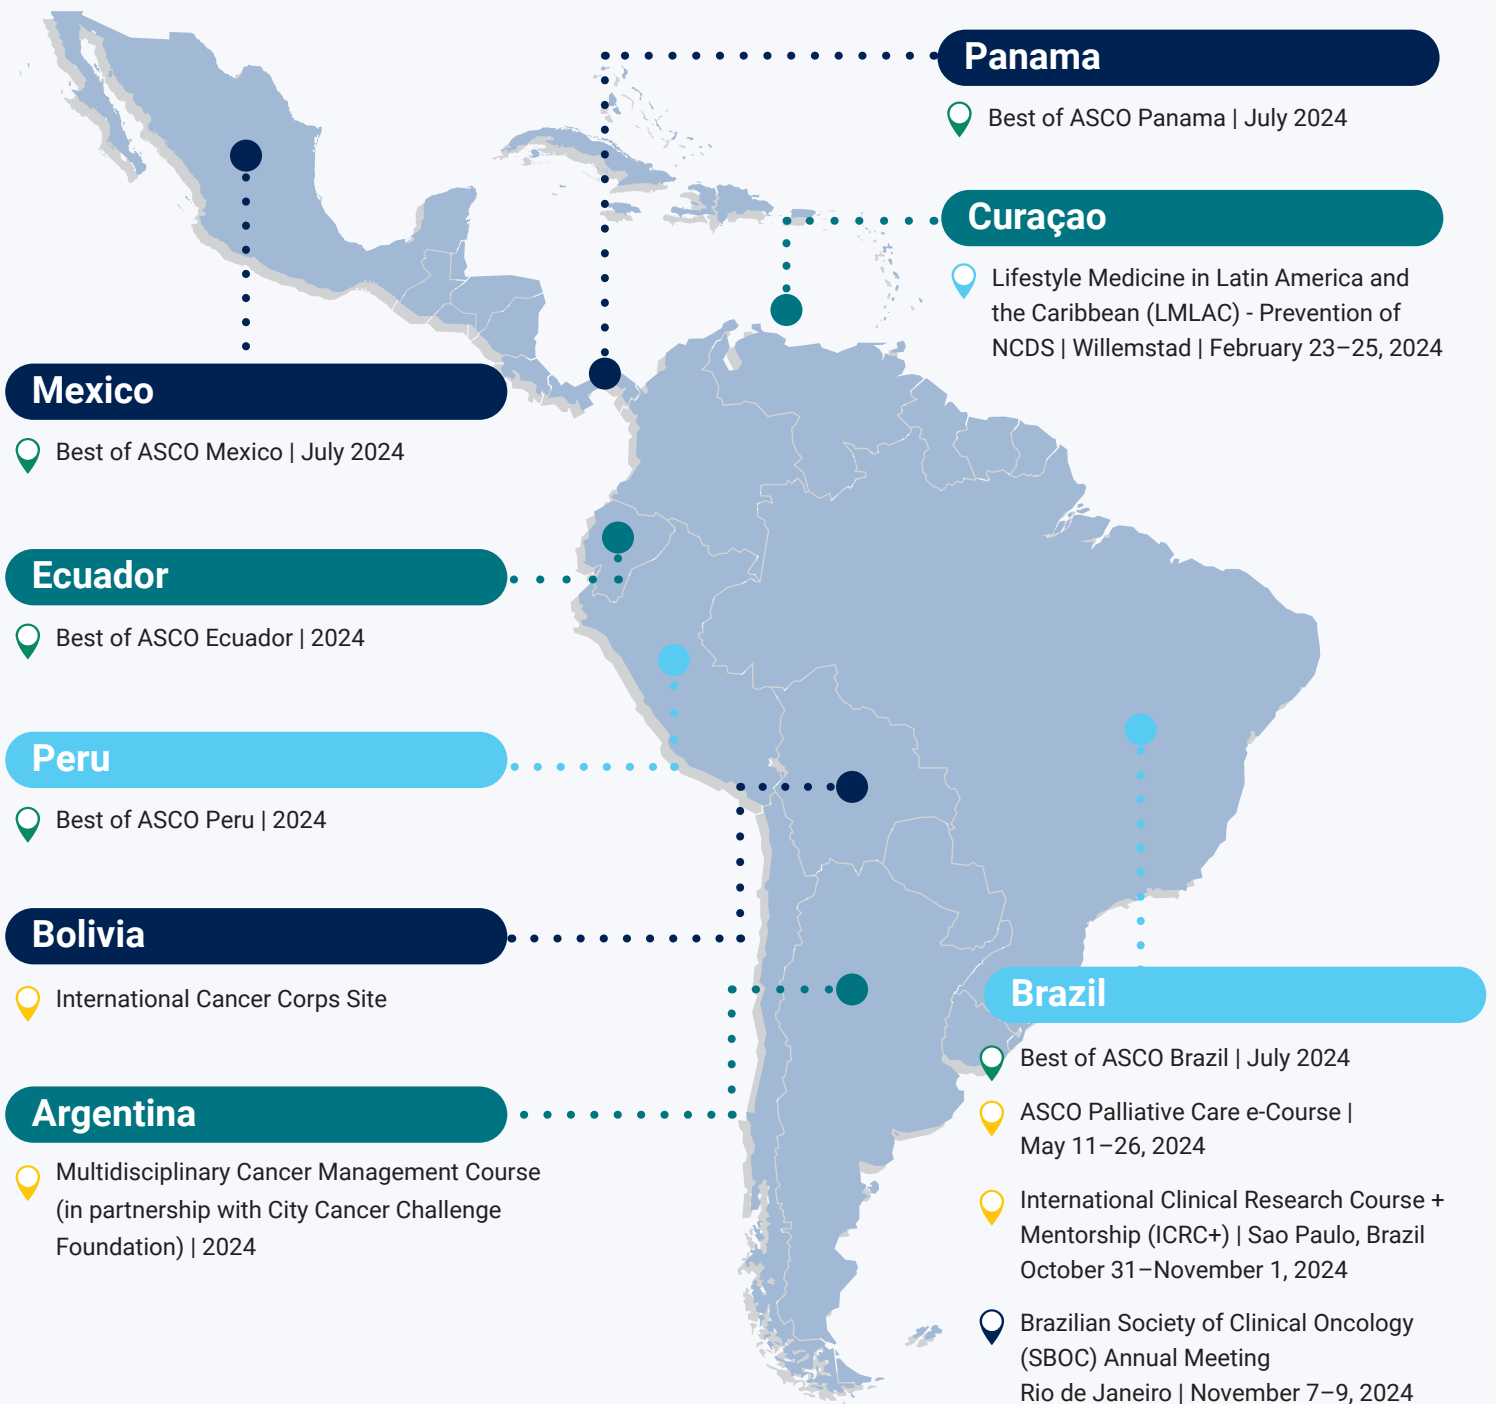 Panama
Best of ASCO Panama | July 2024
Curaçao
Lifestyle Medicine in Latin America and
the Caribbean (LMLAC) - Prevention of
NCDS | Willemstad | February 23–25, 2024
Mexico
Best of ASCO Mexico | July 2024
Ecuador
Best of ASCO Ecuador | 2024
Peru
Best of ASCO Peru | 2024
Bolivia
International Cancer Corps Site
Argentina
Multidisciplinary Cancer Management Course
(in partnership with City Cancer Challenge
Foundation) | 2024
Brazil
Best of ASCO Brazil | July 2024
ASCO Palliative Care e-Course |
May 11–26, 2024
International Clinical Research Course +
Mentorship (ICRC+) | Sao Paulo, Brazil
October 31–November 1, 2024
Brazilian Society of Clinical Oncology
(SBOC) Annual Meeting
Rio de Janeiro | November 7–9, 2024